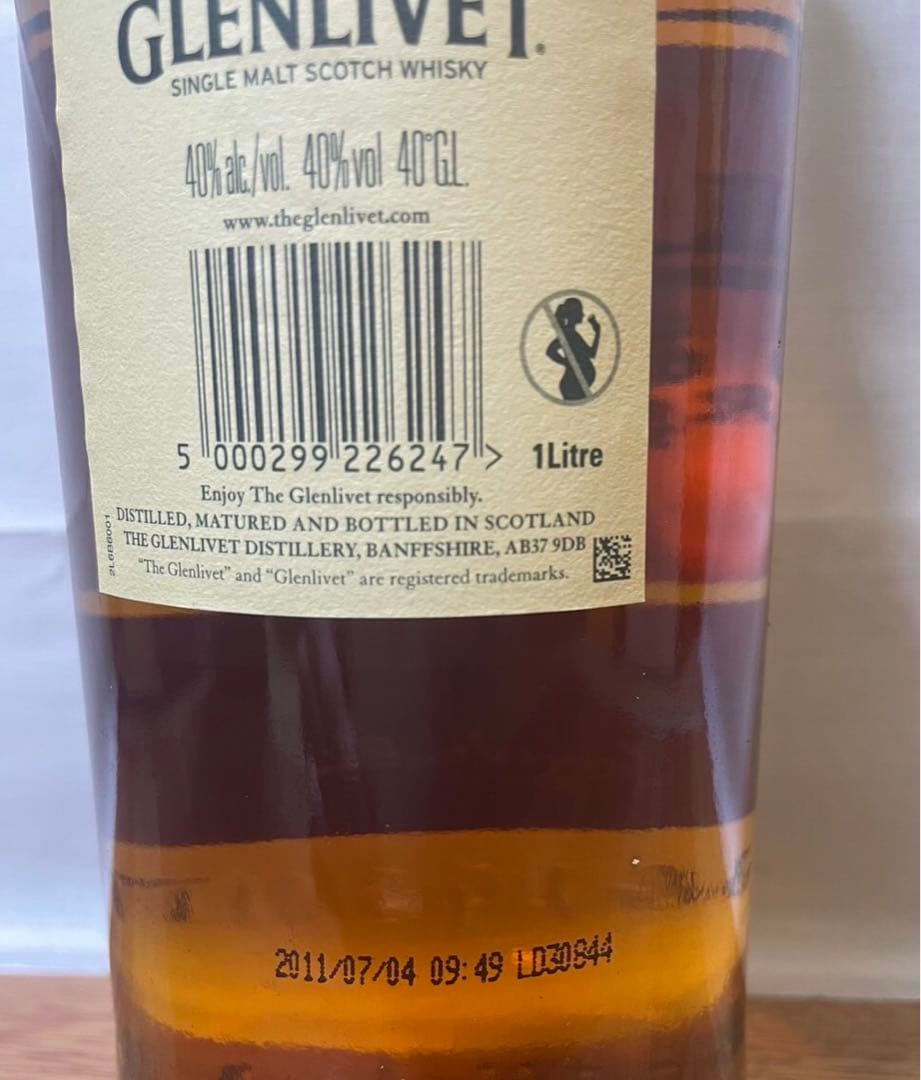 GLENLIVET.
SINGLE MALT SCOTCH WHISKY
40% alc./vol. 40%vol 40°GL.
www.theglenlivet.com
5 000299 226247 >
1Litre
Enjoy The Glenlivet responsibly.
DISTILLED, MATURED AND BOTTLED IN SCOTLAND
THE GLENLIVET DISTILLERY, BANFFSHIRE, AB37 9DB
"The Glenlivet" and "Glenlivet" are registered trademarks.
2L6B6001
2011/07/04 09:49 LD30844